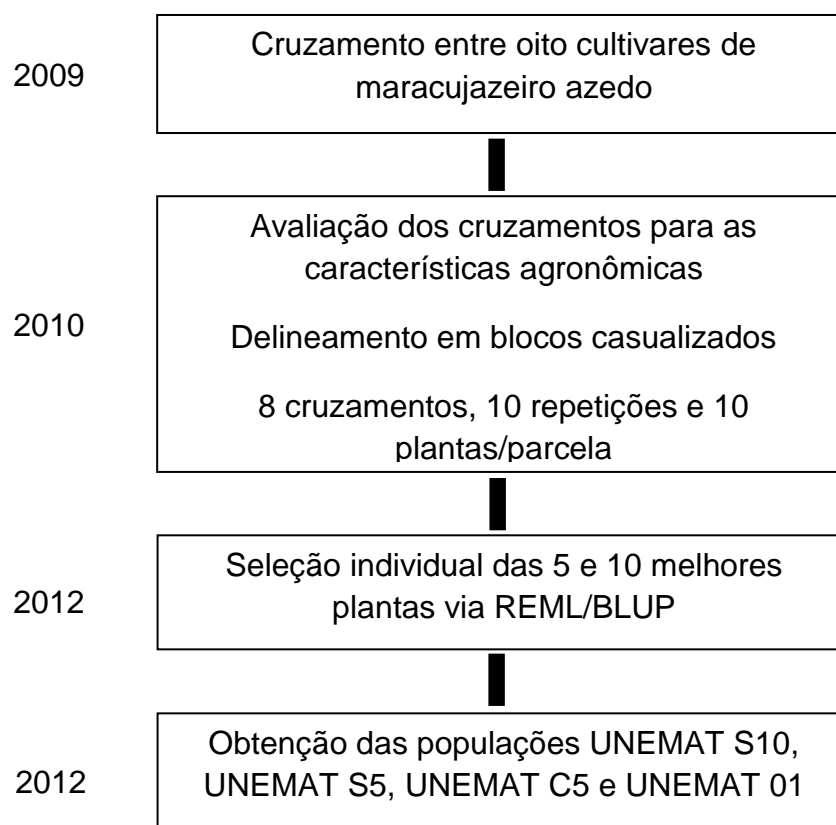 2009
Cruzamento entre oito cultivares de
maracujazeiro azedo
2010
Avaliação dos cruzamentos para as
características agronômicas
Delineamento em blocos casualizados
8 cruzamentos, 10 repetições e 10
plantas/parcela
2012
Seleção individual das 5 e 10 melhores
plantas via REML/BLUP
2012
Obtenção das populações UNEMAT S10,
UNEMAT S5, UNEMAT C5 e UNEMAT 01